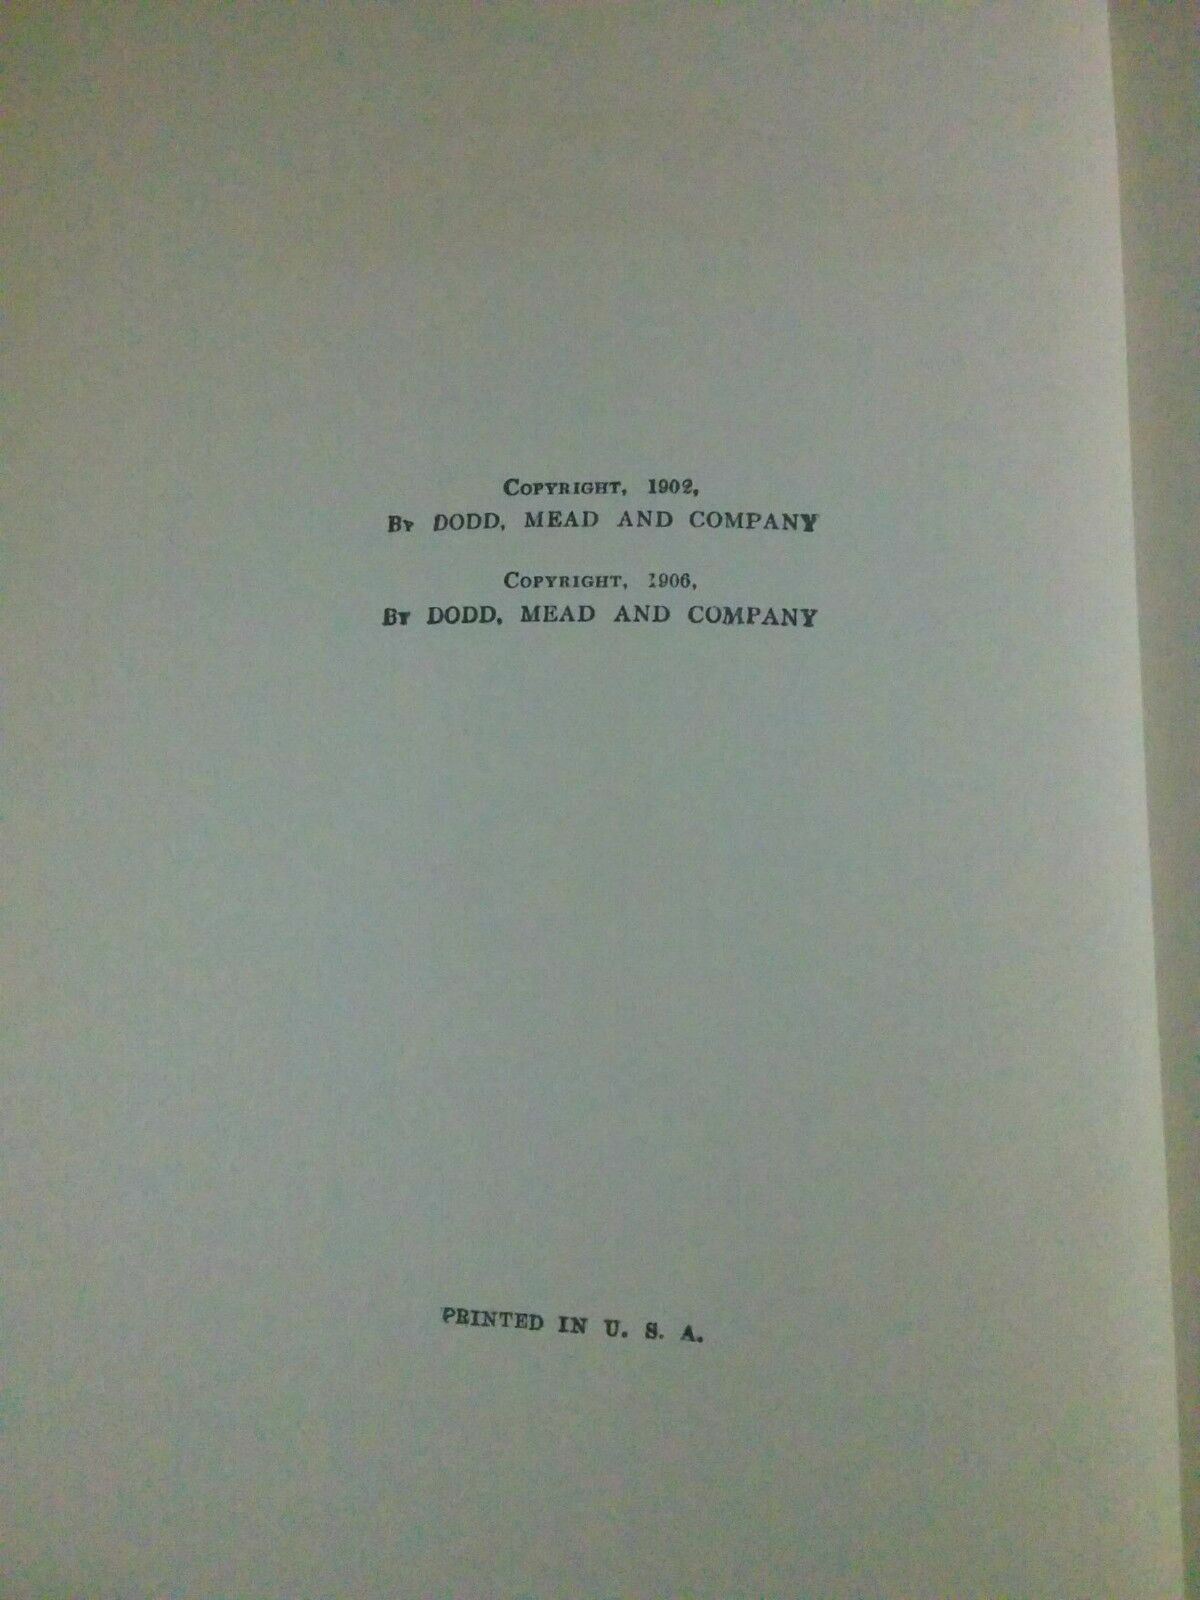 COPYRIGHT, 1902,
BY DODD, MEAD AND COMPANY
COPYRIGHT, 1906,
BY DODD, MEAD AND COMPANY
PRINTED IN U. S. A.